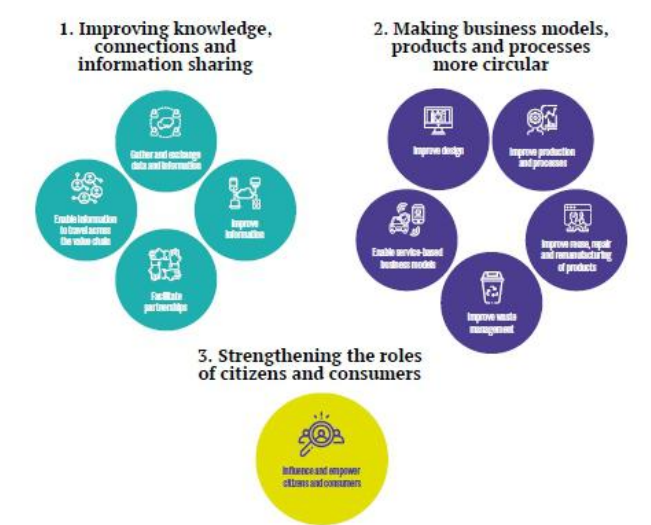 1. Improving knowledge,
connections and
information sharing
Gather and exchange
data and information
Enable information
to travel across
the value chain
Improve
information
Facilitate
partnerships
2. Making business models,
products and processes
more circular
Improve design
Improve production
and processes
Enable service-based
business models
Improve reuse, repair
and remanufacturing
of products
Improve waste
management
3. Strengthening the roles
of citizens and consumers
Influence and empower
citizens and consumers